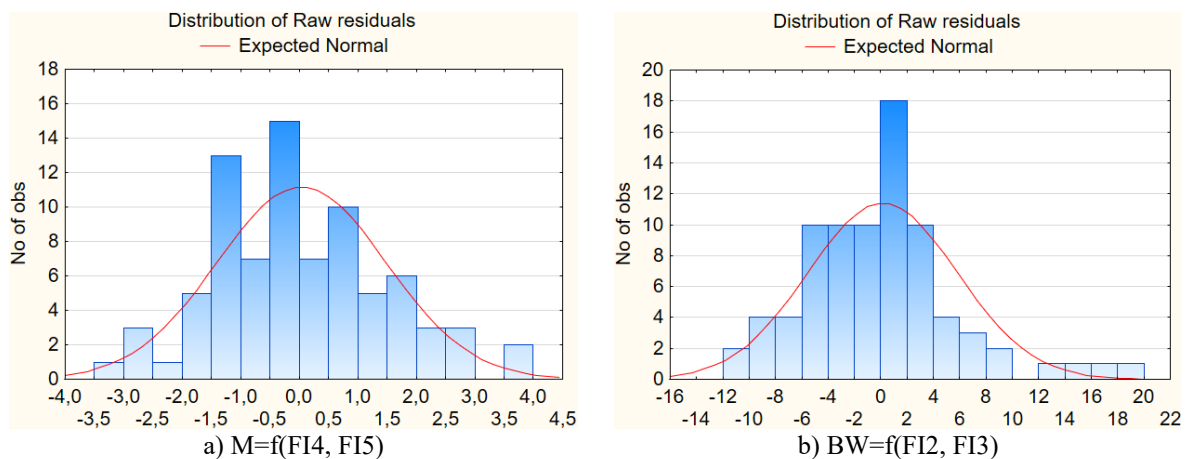 Distribution of Raw residuals
Expected Normal
No of obs
18
16
14
12
10
8
6
4
2
0
-4,0 -3,0 -2,0 -1,0 0,0 1,0 2,0 3,0 4,0
-3,5 -2,5 -1,5 -0,5 0,5 1,5 2,5 3,5 4,5
a) M=f(FI4, FI5)
Distribution of Raw residuals
Expected Normal
No of obs
20
18
16
14
12
10
8
6
4
2
0
-16 -12 -8 -4 0 4 8 12 16 20
-14 -10 -6 -2 2 6 10 14 18 22
b) BW=f(FI2, FI3)